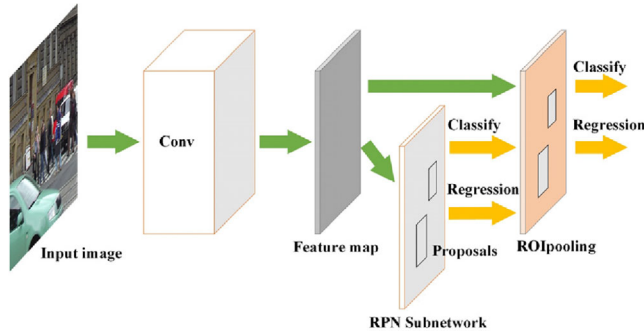 Classify
Conv
Classify
Regression
Regression
Input image
Feature map
Proposals
ROIpooling
RPN Subnetwork